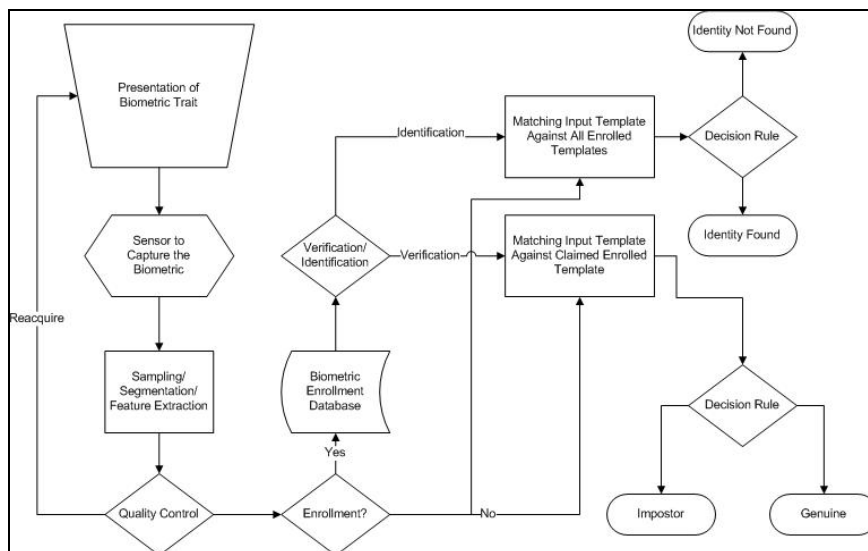 Presentation of
Biometric Trait
Sensor to
Capture the
Biometric
Reacquire
Sampling/
Segmentation/
Feature Extraction
Quality Control
Enrollment?
Yes
No
Biometric
Enrollment
Database
Verification/
Identification
Identification
Verification
Matching Input Template
Against All Enrolled
Templates
Matching Input Template
Against Claimed Enrolled
Template
Identity Not Found
Decision Rule
Identity Found
Decision Rule
Impostor
Genuine